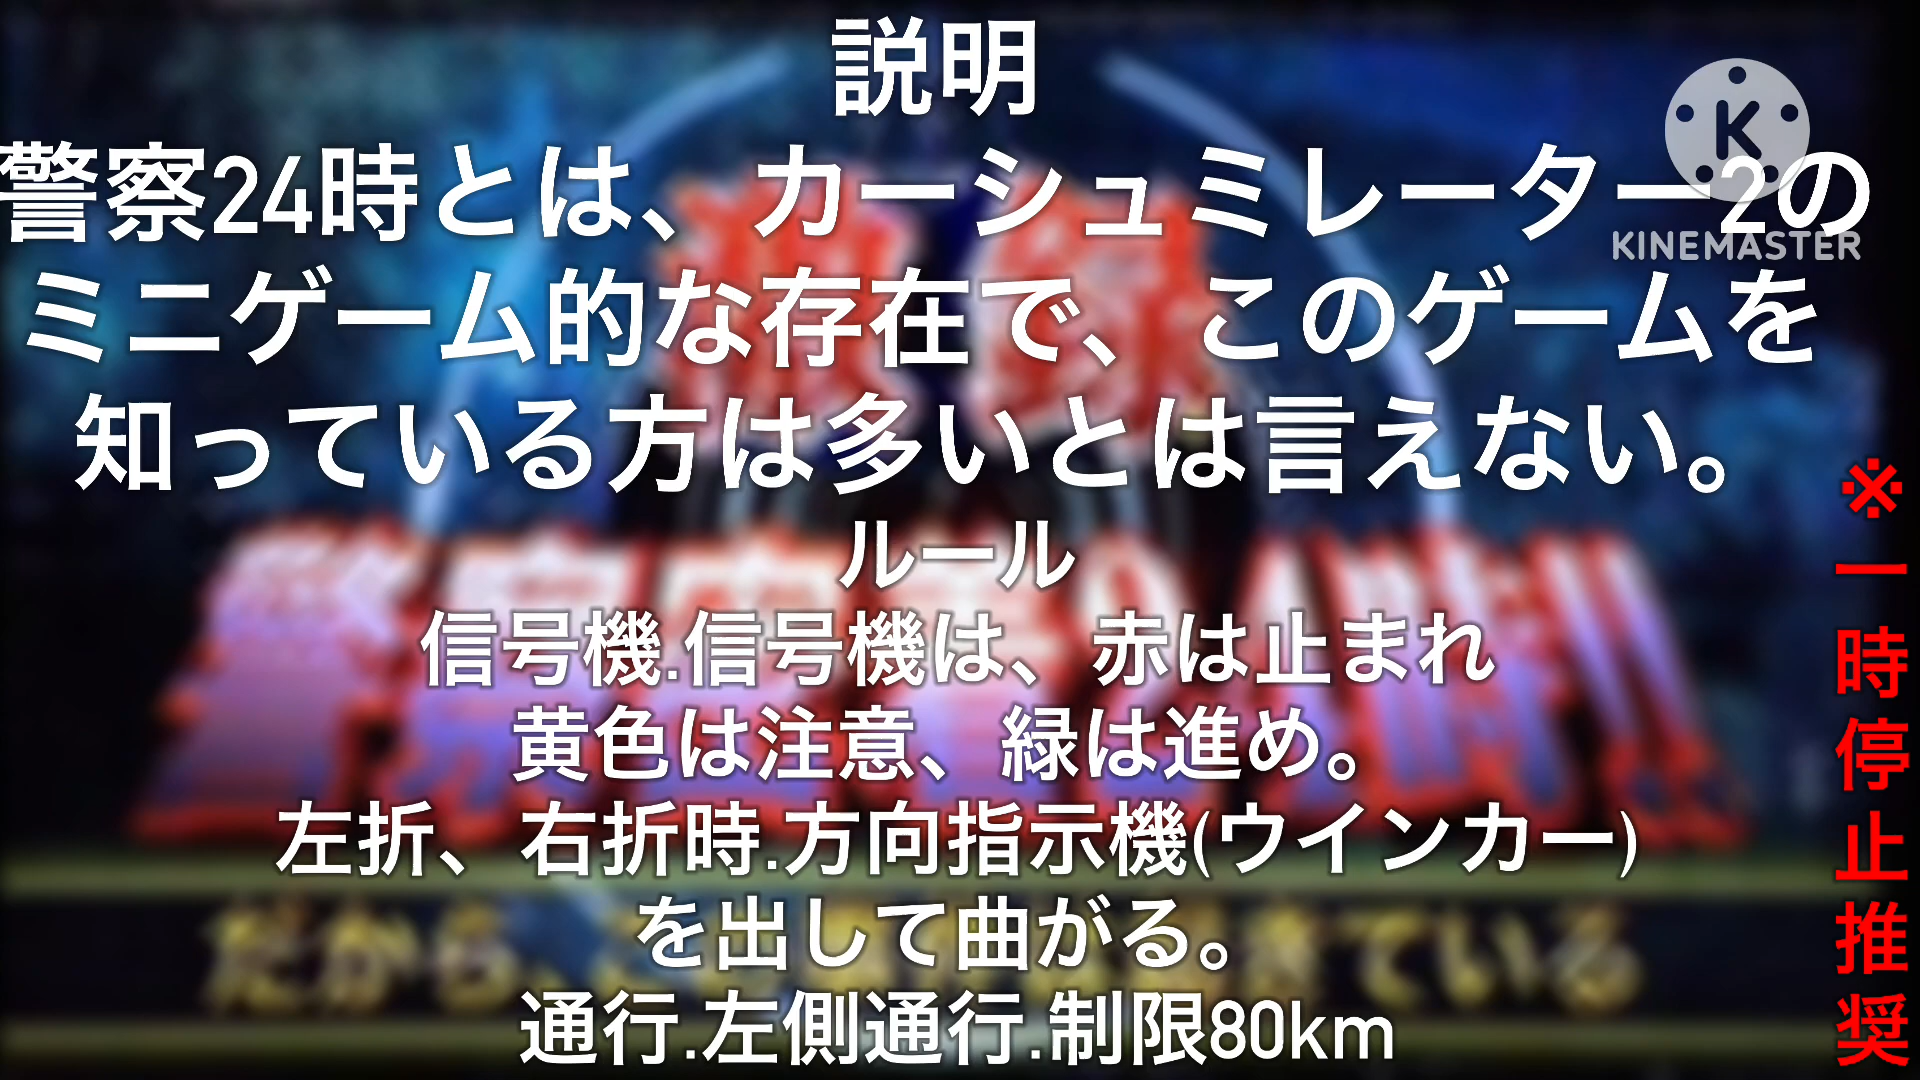 説明
警察24時とは、カーシュミレーター2の
ミニゲーム的な存在で、このゲームを
知っている方は多いとは言えない。
ルール
信号機.信号機は、赤は止まれ
黄色は注意、緑は進め。
左折、右折時.方向指示機(ウインカー)
を出して曲がる。
通行.左側通行.制限80km
※一時停止推奨
KINEMASTER